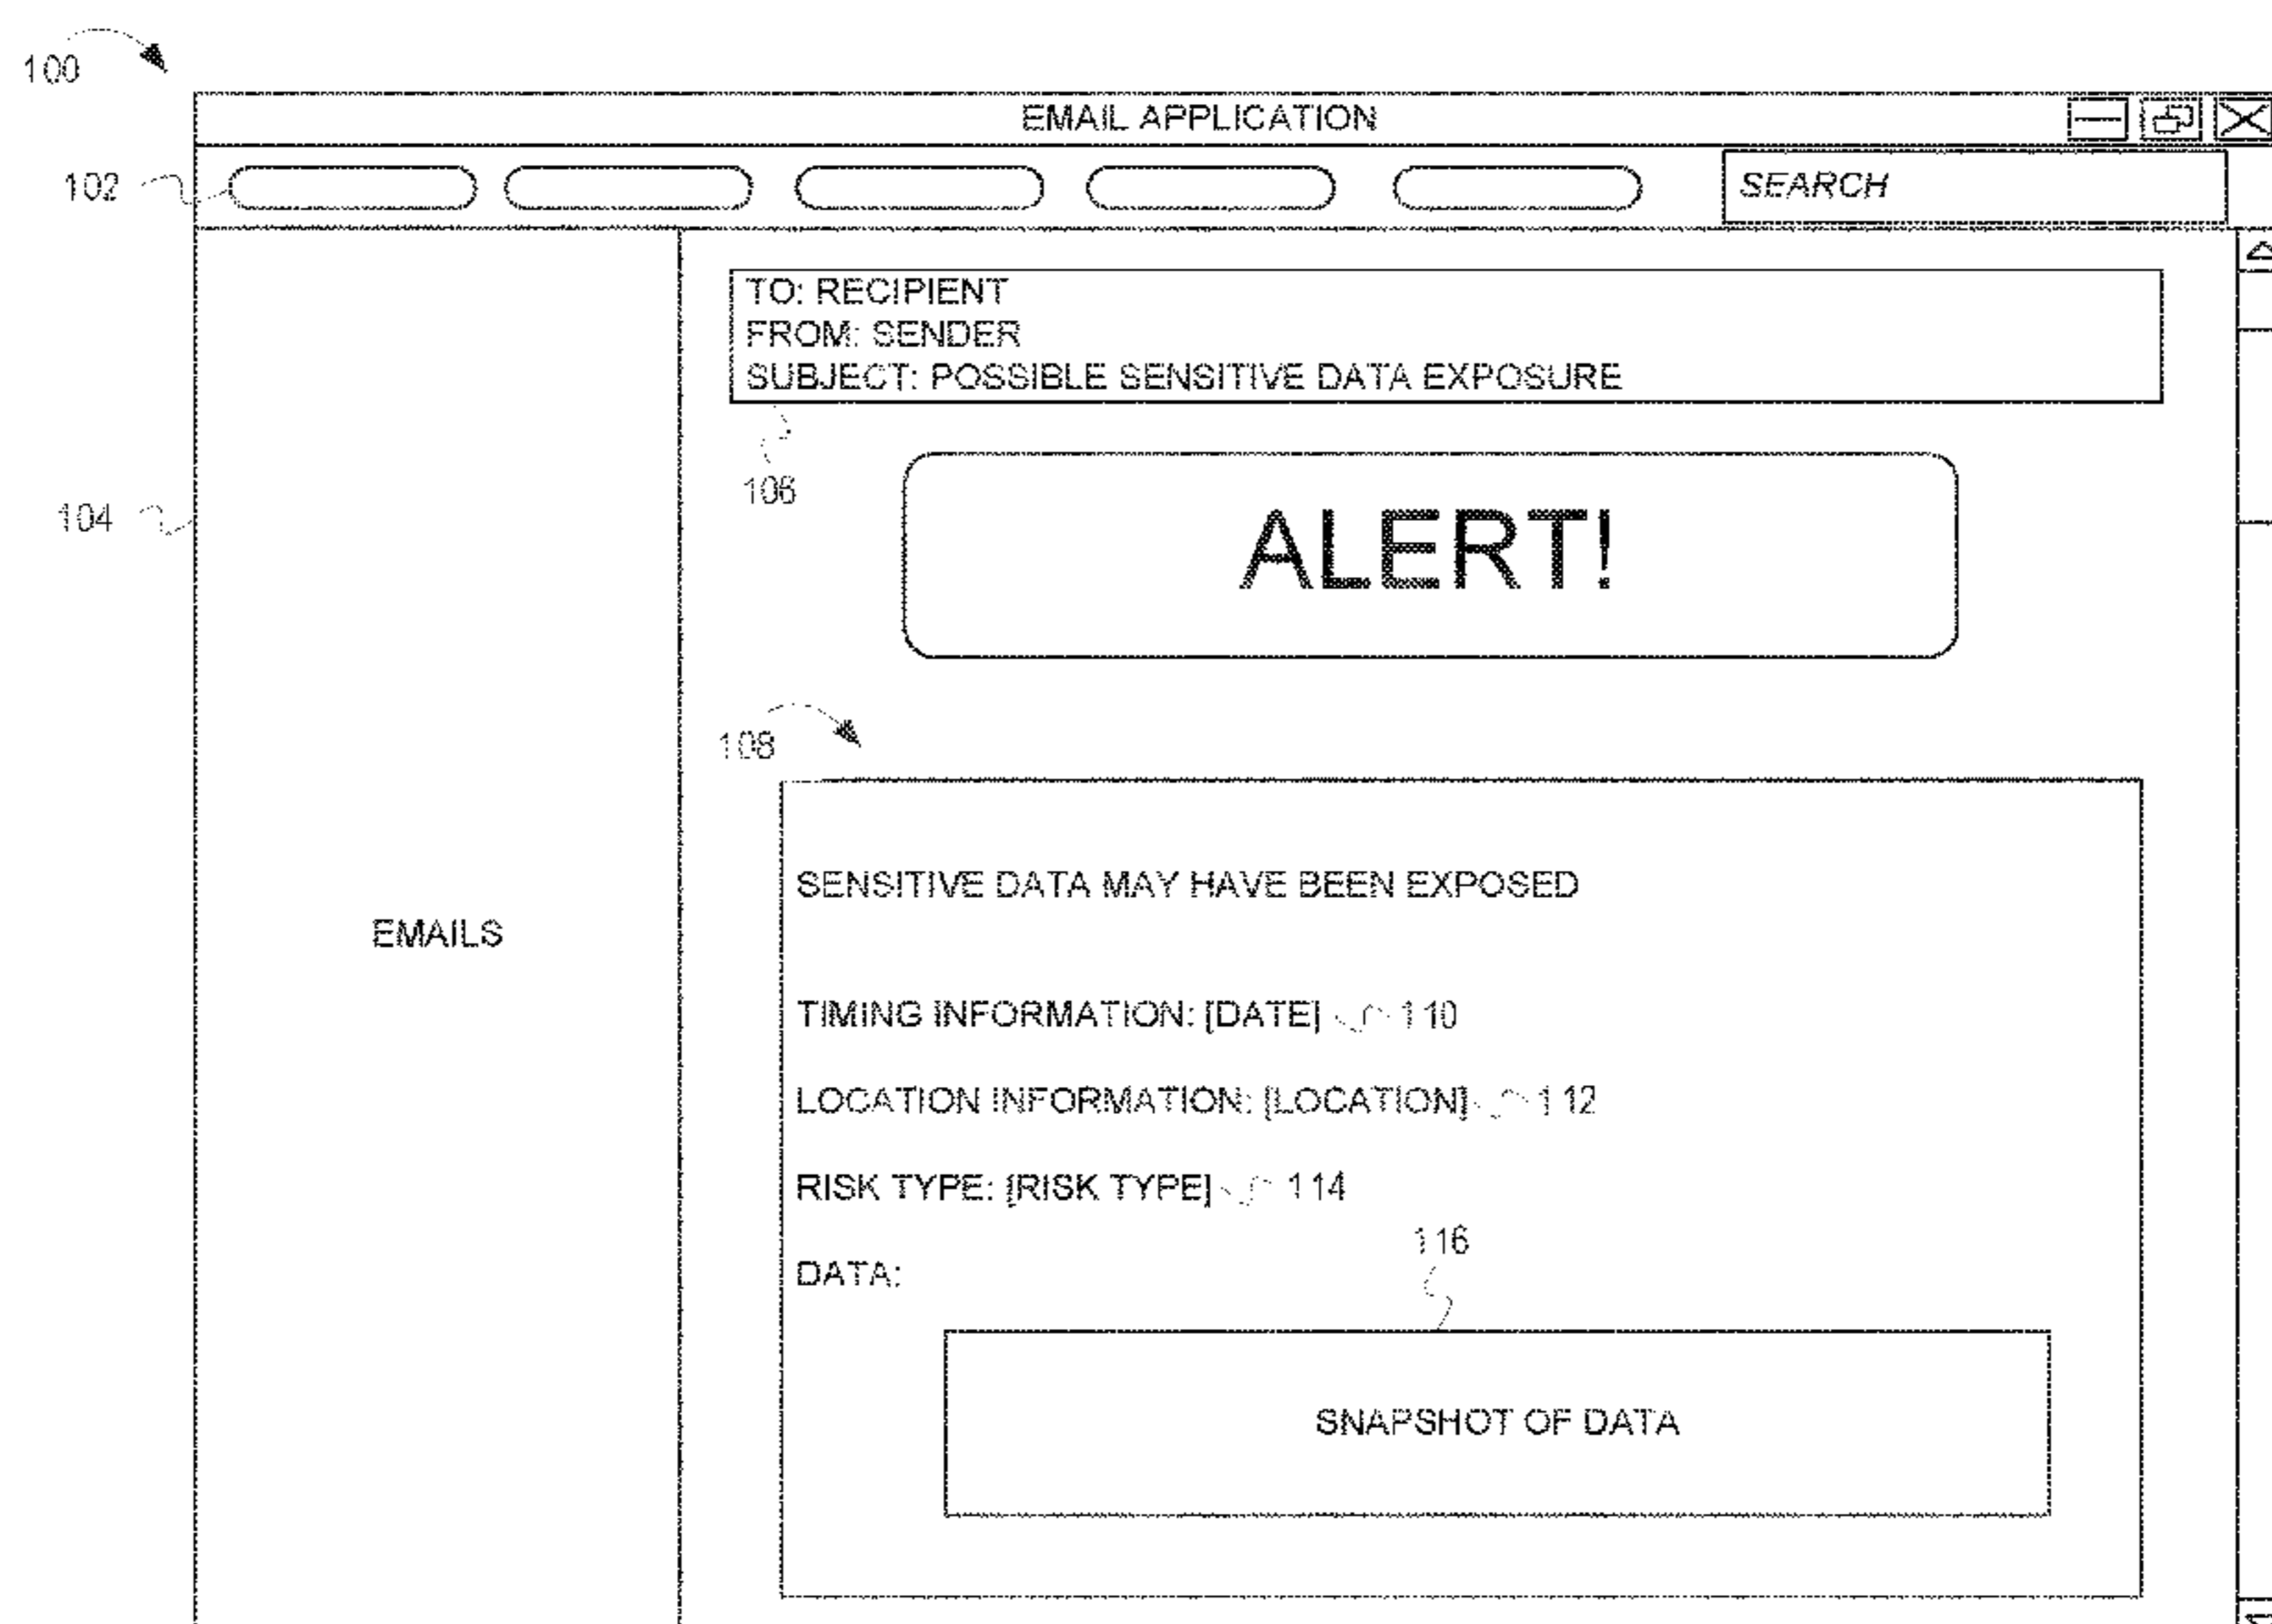 100
EMAIL APPLICATION
102
SEARCH
TO: RECIPIENT
FROM: SENDER
SUBJECT: POSSIBLE SENSITIVE DATA EXPOSURE
106
104
ALERT!
108
SENSITIVE DATA MAY HAVE BEEN EXPOSED
EMAILS
TIMING INFORMATION: [DATE] 110
LOCATION INFORMATION: [LOCATION] 112
RISK TYPE: [RISK TYPE] 114
116
DATA:
SNAPSHOT OF DATA